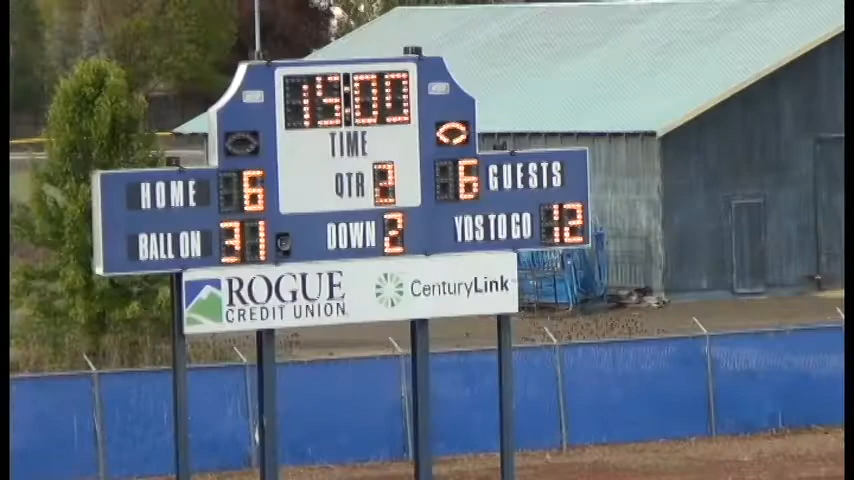 15:00
TIME
HOME 6 QTR 2 6 GUESTS
BALL ON 31 DOWN 2 YDS TO GO 12
ROGUE
CREDIT UNION
CenturyLink